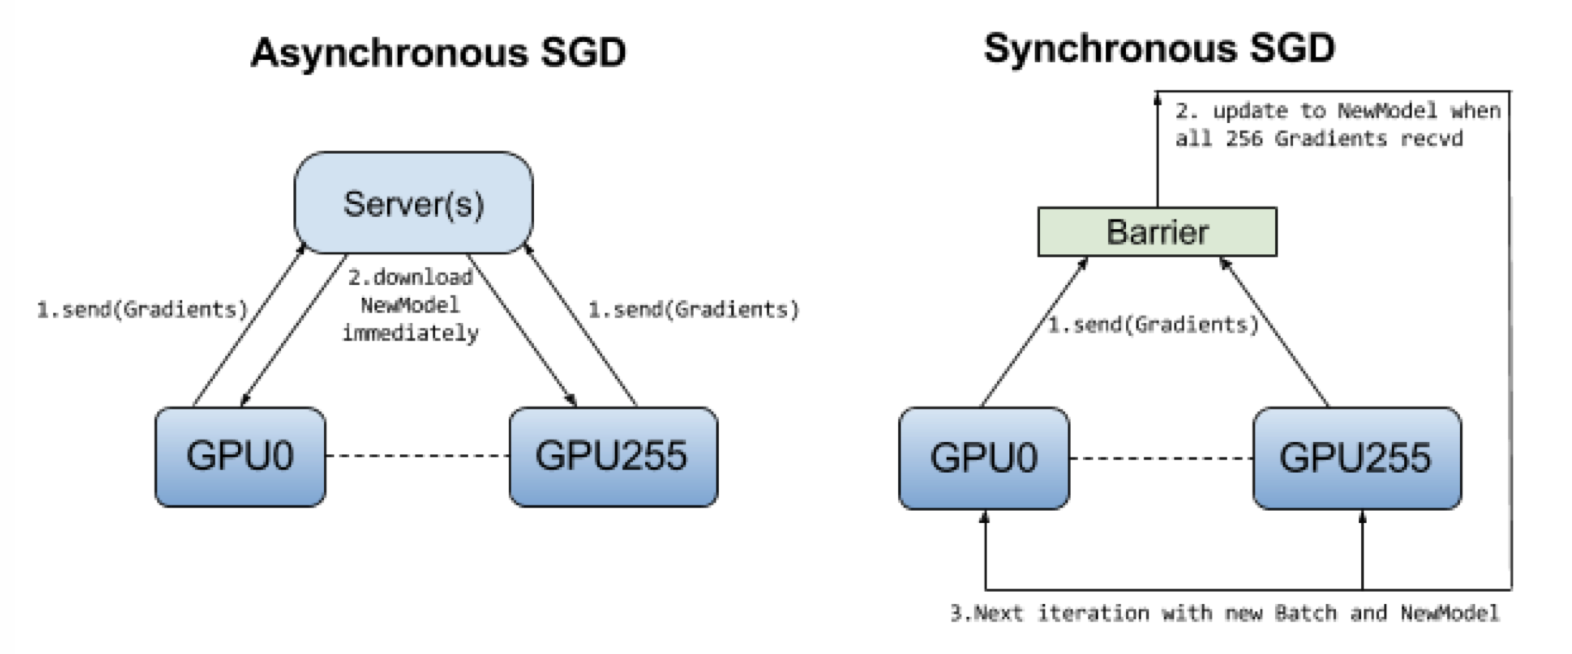 Asynchronous SGD
Server(s)
1.send(Gradients)
2.download
NewModel
immediately
1.send(Gradients)
GPU0
GPU255
Synchronous SGD
2. update to NewModel when
all 256 Gradients recvd
Barrier
1.send(Gradients)
GPU0
GPU255
3.Next iteration with new Batch and NewModel